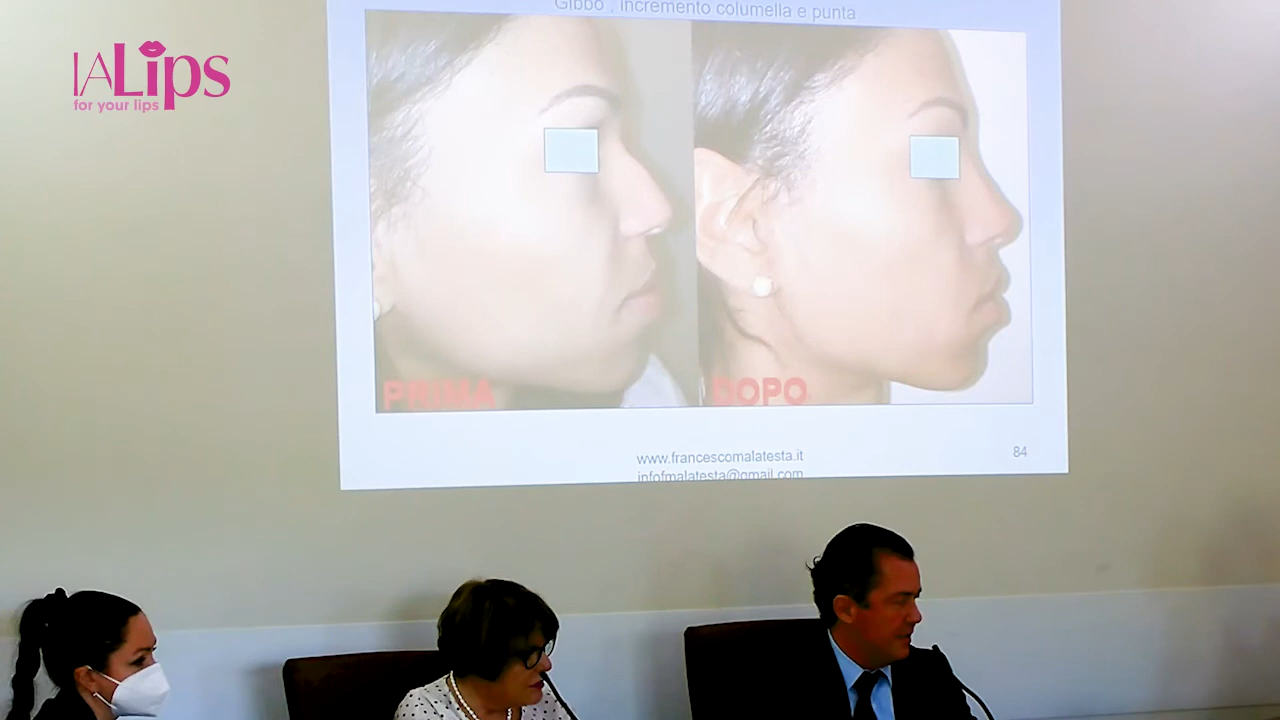 Gibbo , incremento columella e punta
IALips
for your lips
PRIMA
DOPO
www.francescomalatesta.it
84
infofmalatesta@gmail.com